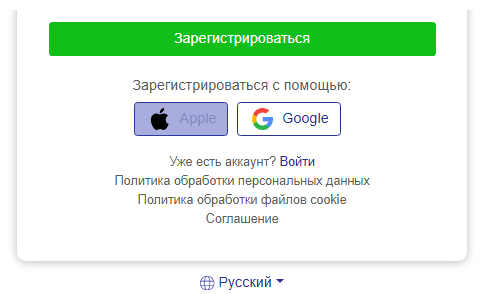 Зарегистрироваться
Зарегистрироваться с помощью:
Apple Google
Уже есть аккаунт? Войти
Политика обработки персональных данных
Политика обработки файлов cookie
Соглашение
Русский